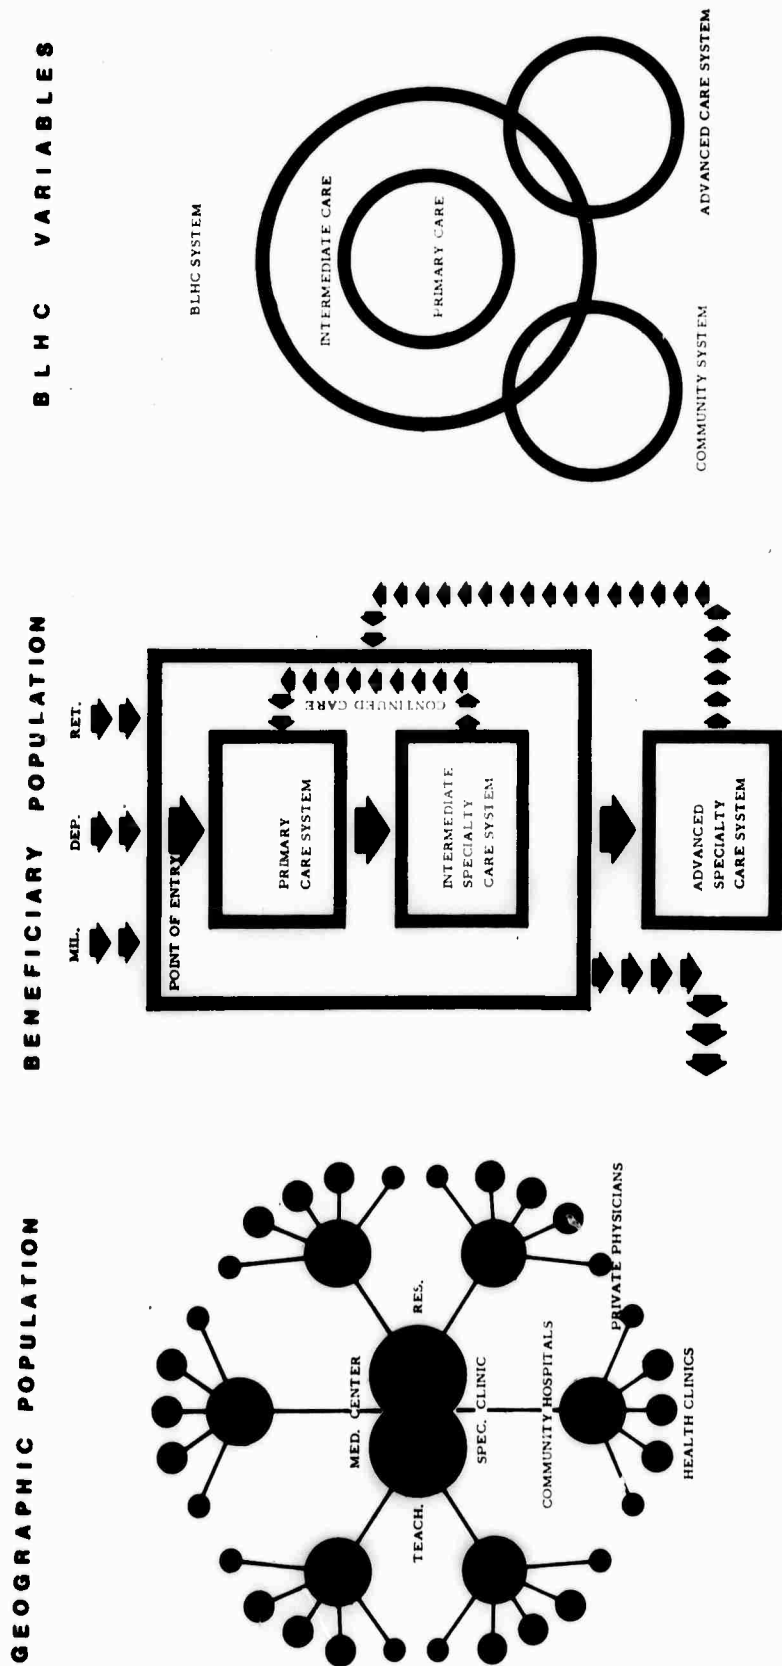 GEOGRAPHIC POPULATION
MED. CENTER
TEACH.
RES.
SPEC. CLINIC
COMMUNITY HOSPITALS
PRIVATE PHYSICIANS
HEALTH CLINICS
BENEFICIARY POPULATION
MIL.
DEP.
RET.
POINT OF ENTRY
PRIMARY
CARE SYSTEM
CONTINUED CARE
INTERMEDIATE
SPECIALTY
CARE SYSTEM
ADVANCED
SPECIALTY
CARE SYSTEM
BLHC VARIABLES
BLHC SYSTEM
INTERMEDIATE CARE
PRIMARY CARE
COMMUNITY SYSTEM
ADVANCED CARE SYSTEM